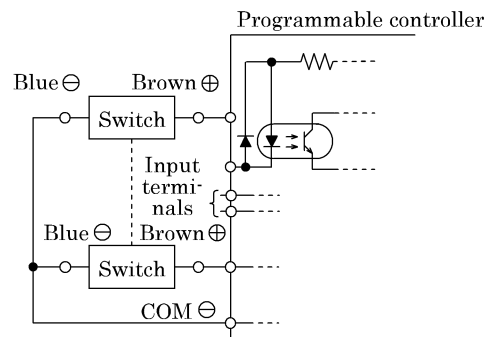 Programmable controller
Blue ⊖
Brown ⊕
Switch
Input
termi-
nals
Blue ⊖
Brown ⊕
Switch
COM ⊖